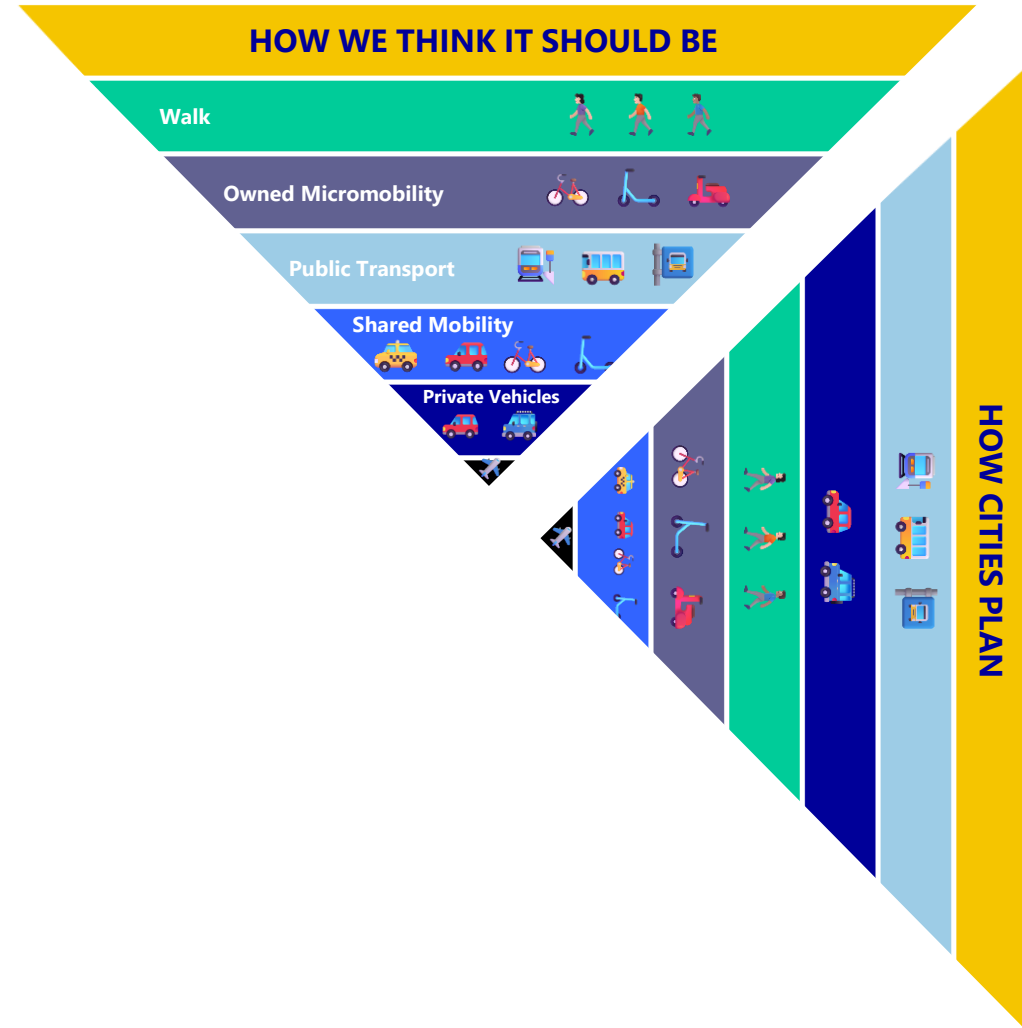 HOW WE THINK IT SHOULD BE
Walk
Owned Micromobility
Public Transport
Shared Mobility
Private Vehicles
HOW CITIES PLAN